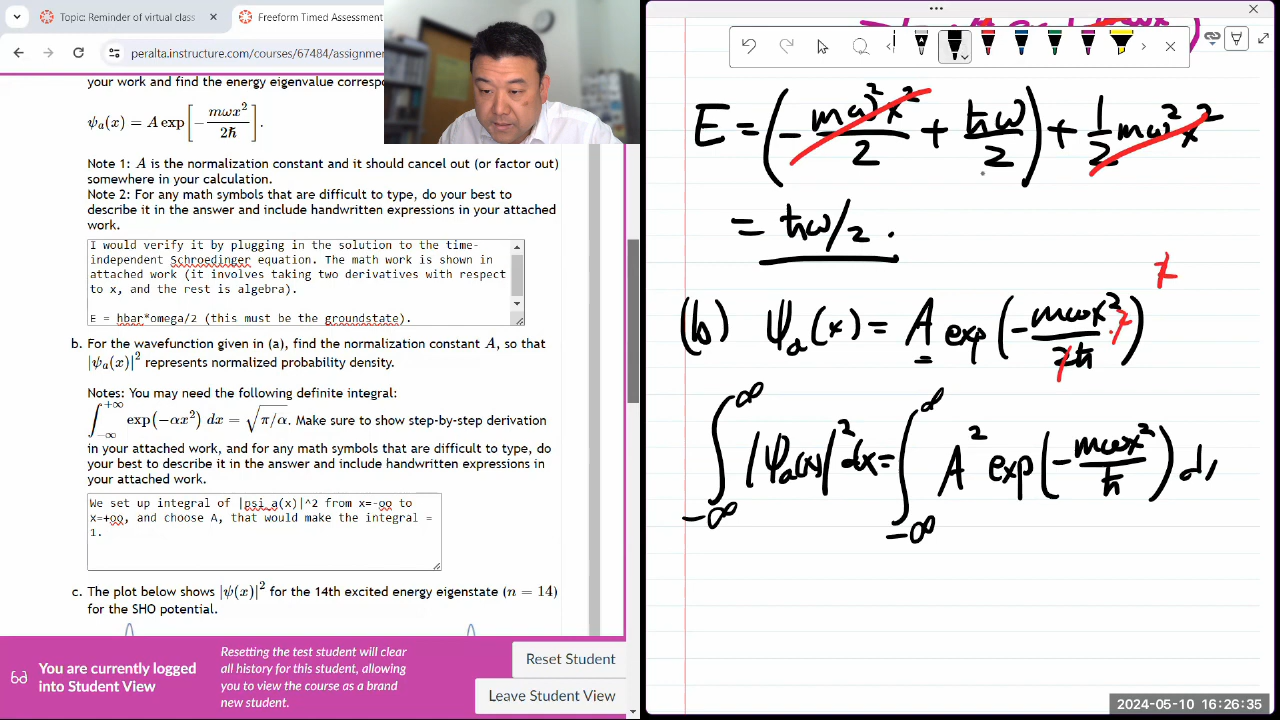 Topic: Reminder of virtual class
Freeform Timed Assessment
peralta.instructure.com/courses/67847/assignment
your work and find the energy eigenvalue correspo
ψₐ(x) = A exp[−mωx²/2ħ].
Note 1: A is the normalization constant and it should cancel out (or factor out)
somewhere in your calculation.
Note 2: For any math symbols that are difficult to type, do your best to
describe it in the answer and include handwritten expressions in your attached
work.
I would verify it by plugging in the solution to the time-
independent Schroedinger equation. The math work is shown in
attached work (it involves taking two derivatives with respect
to x, and the rest is algebra).
E = hbar*omega/2 (this must be the groundstate).
b. For the wavefunction given in (a), find the normalization constant A, so that
|ψₐ(x)|² represents normalized probability density.
Notes: You may need the following definite integral:
∫_{−∞}^{+∞} exp(−αx²) dx = √(π/α). Make sure to show step-by-step derivation
in your attached work, and for any math symbols that are difficult to type, do
your best to describe it in the answer and include handwritten expressions in
your attached work.
We set up integral of |psi_a(x)|^2 from x=-oo to
x=+oo, and choose A, that would make the integral =
1.
c. The plot below shows |ψ(x)|² for the 14th excited energy eigenstate (n = 14)
for the SHO potential.
You are currently logged
into Student View
Resetting the test student will clear
all history for this student, allowing
you to view the course as a brand
new student.
Reset Student
Leave Student View
E = (−mω²x²/2 + ħω/2) + 1/2 mω²x²
= ħω/2.
(b) ψₐ(x) = A exp(−mωx²/2ħ)
∫_{−∞}^{∞} |ψₐ(x)|² dx = ∫_{−∞}^{∞} A² exp(−mωx²/ħ) d
2024-05-10 16:26:35